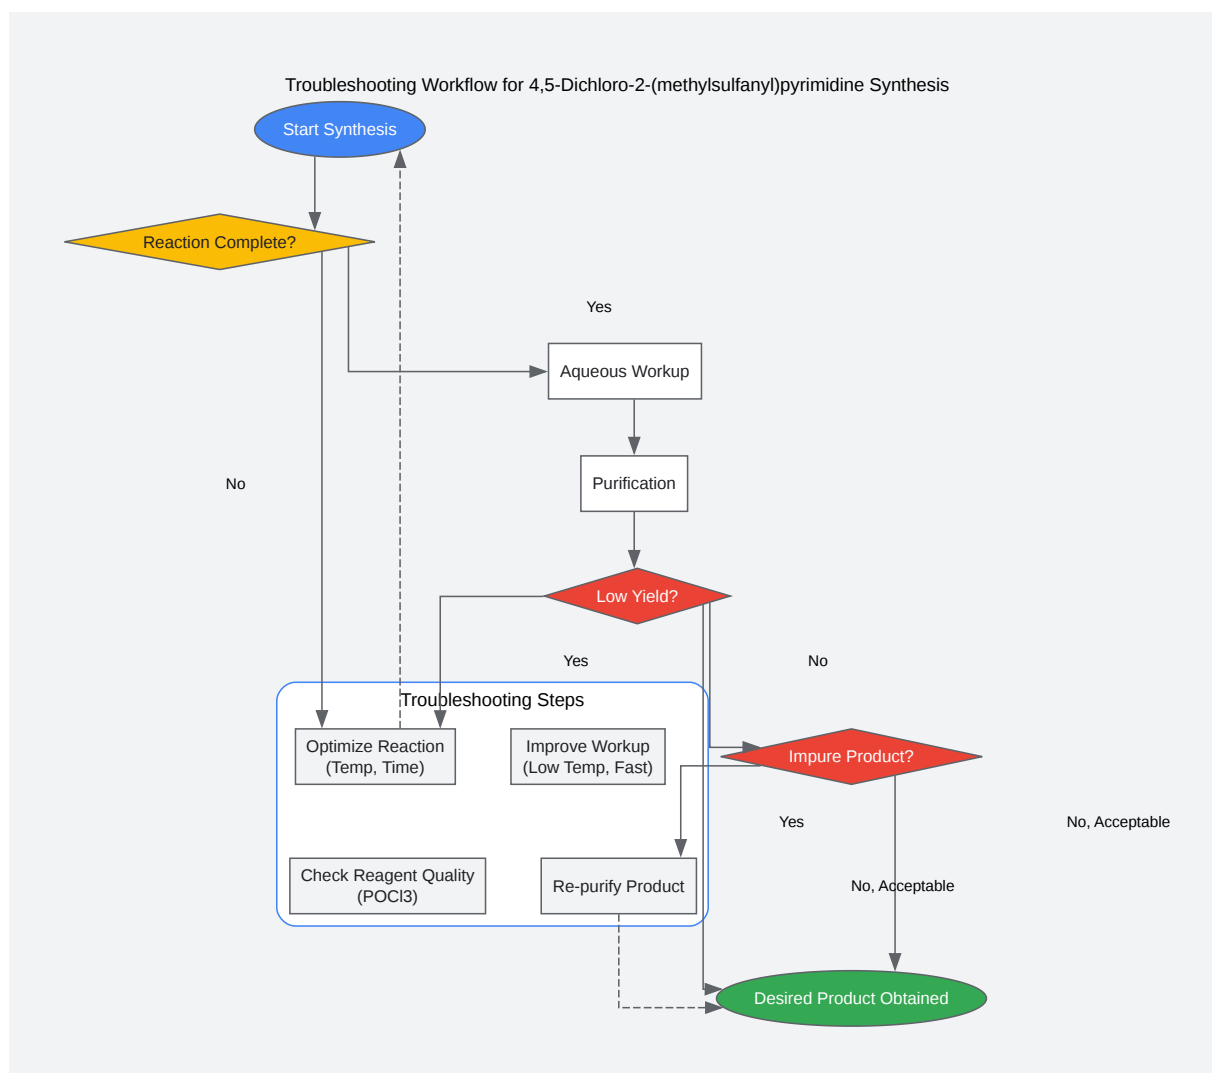 Troubleshooting Workflow for 4,5-Dichloro-2-(methylsulfanyl)pyrimidine Synthesis
Start Synthesis
Reaction Complete?
Yes
Aqueous Workup
No
Purification
Low Yield?
Yes
No
Troubleshooting Steps
Optimize Reaction
(Temp, Time)
Improve Workup
(Low Temp, Fast)
Impure Product?
Yes
No, Acceptable
Check Reagent Quality
(POCl3)
Re-purify Product
No, Acceptable
Desired Product Obtained